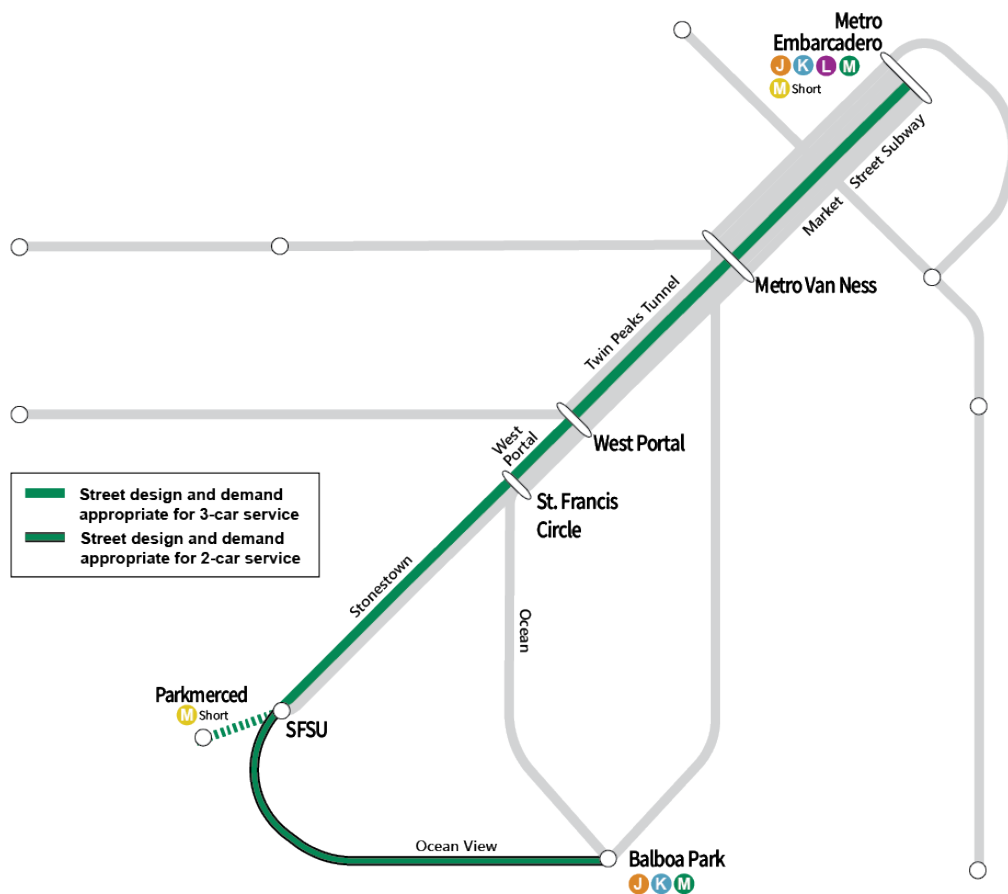 Metro
Embarcadero
J K L M
M Short
Street Subway
Market
Metro Van Ness
Twin Peaks Tunnel
West
Portal
West Portal
St. Francis
Circle
Street design and demand
appropriate for 3-car service
Street design and demand
appropriate for 2-car service
Stonestown
Ocean
Parkmerced
M Short
SFSU
Ocean View
Balboa Park
J K M